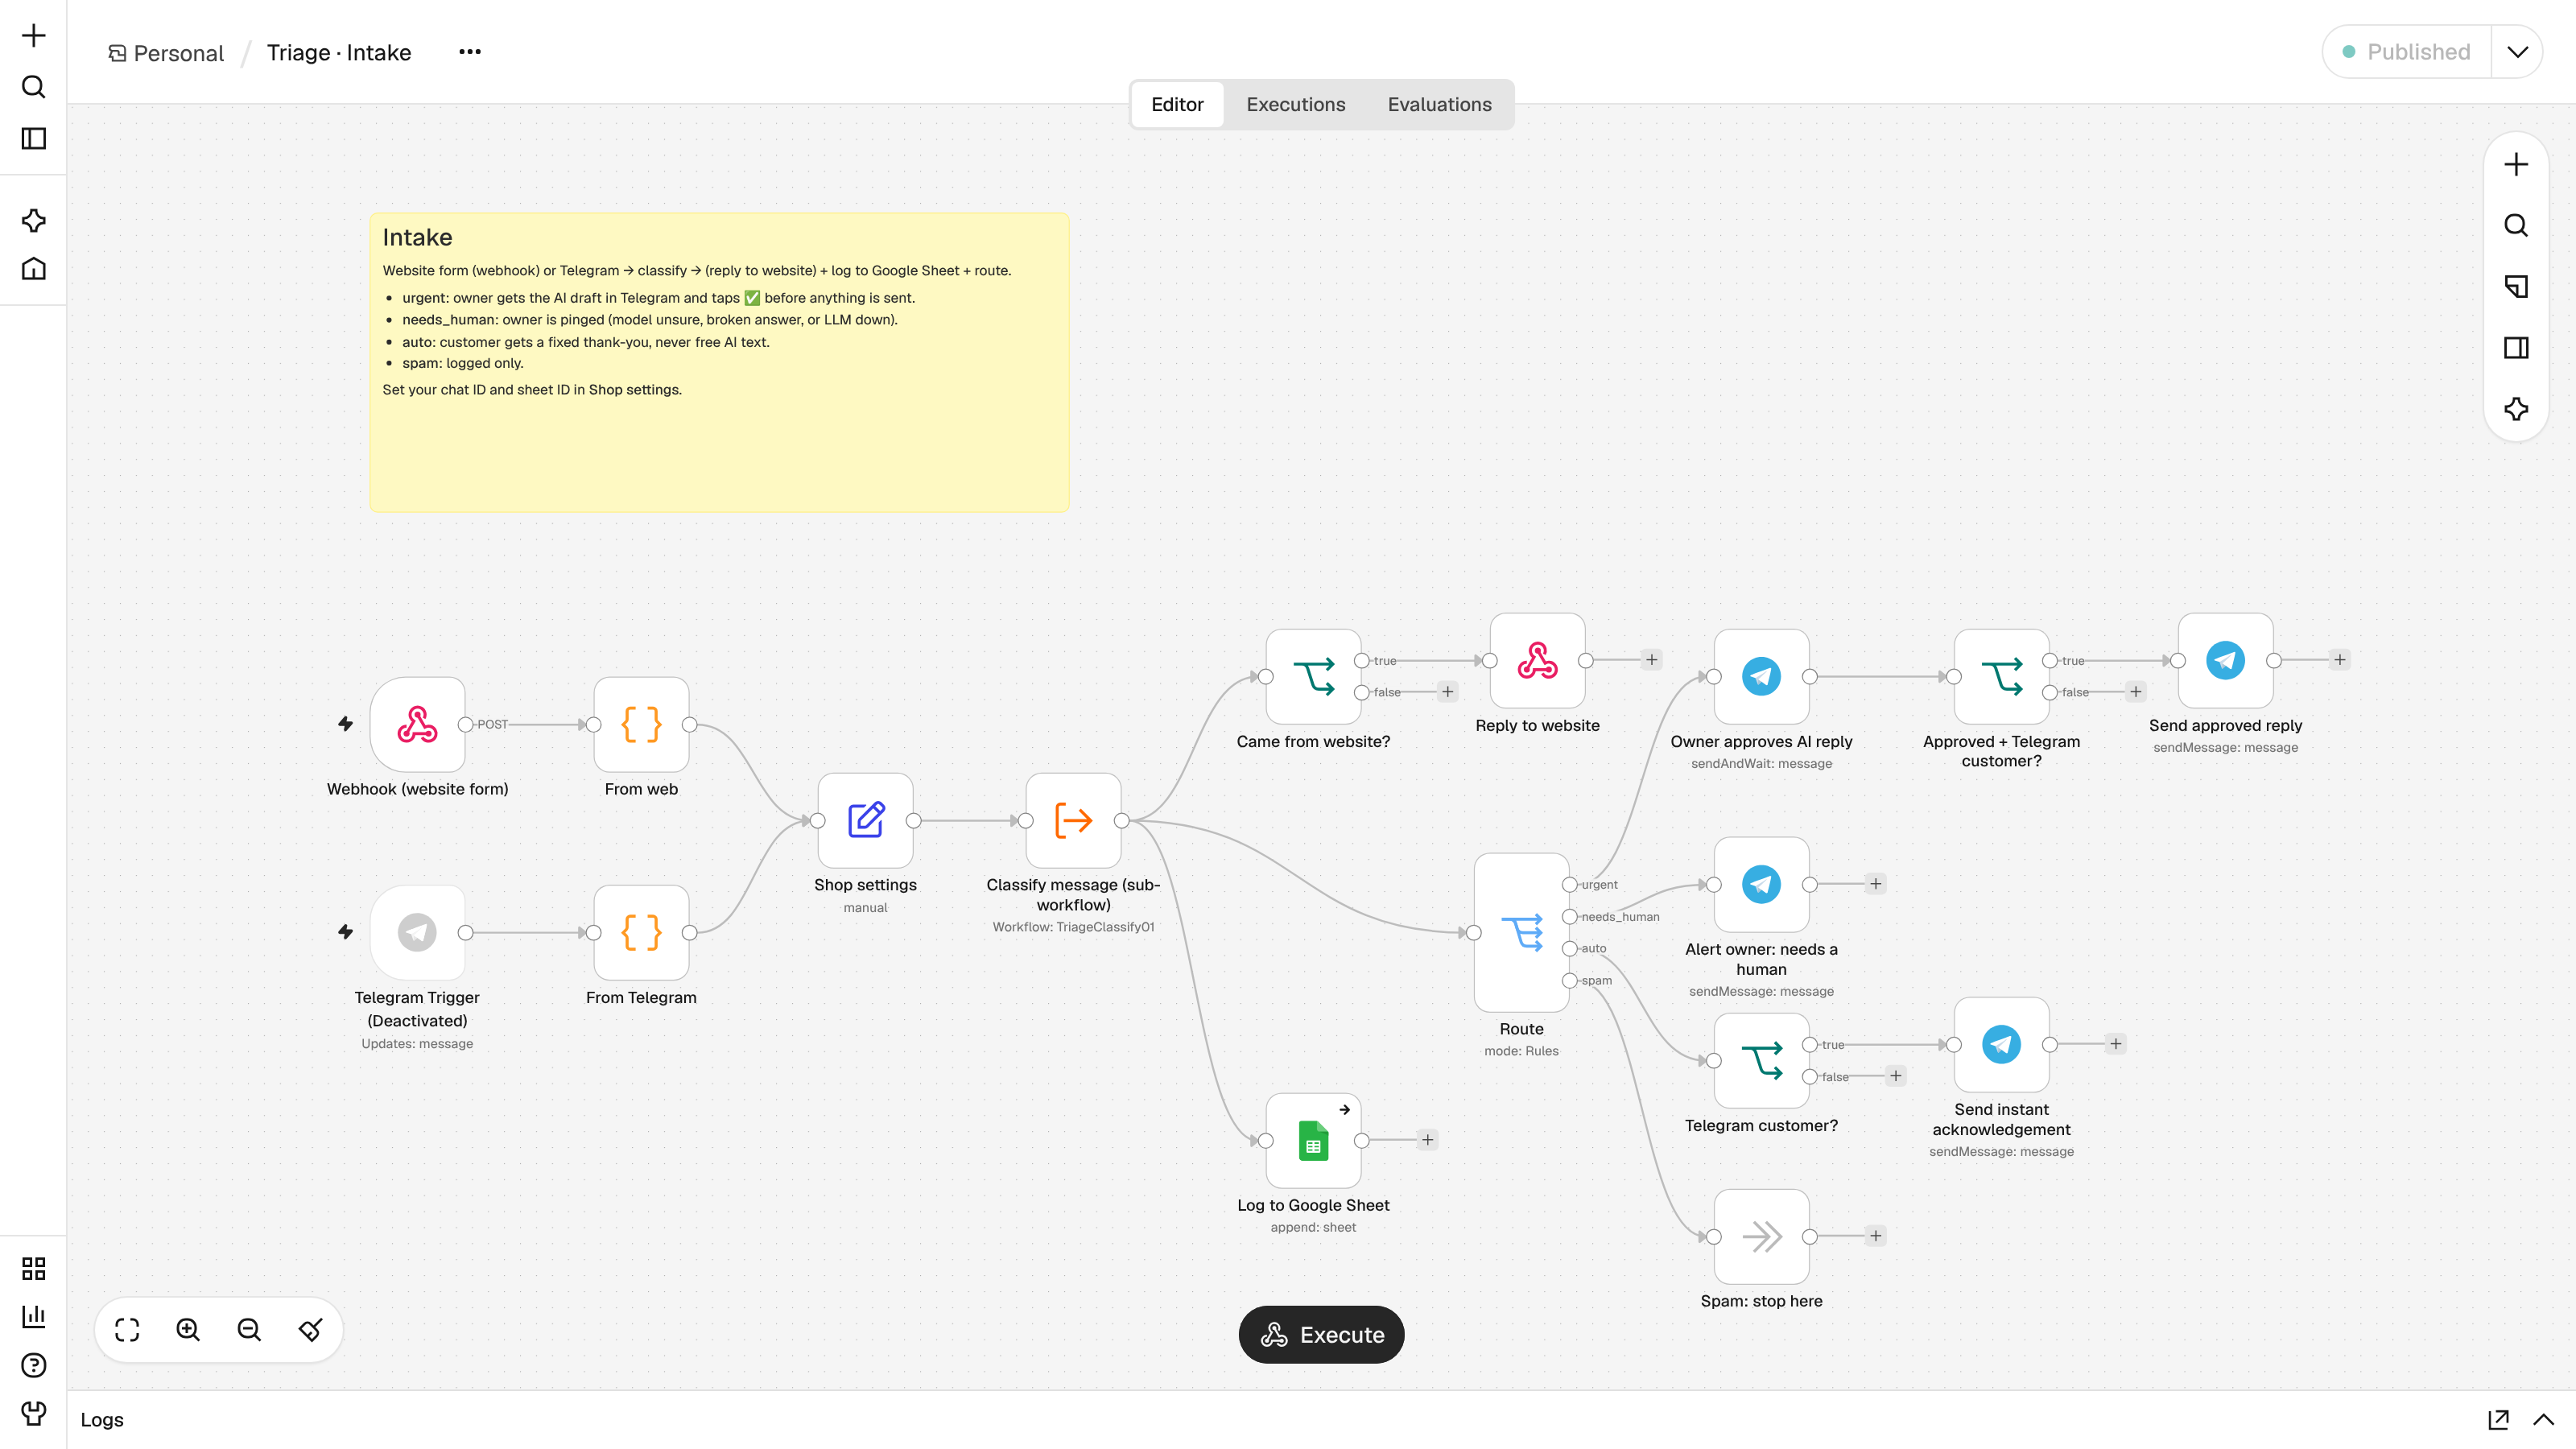 Personal / Triage · Intake
Published
Editor Executions Evaluations
Intake
Website form (webhook) or Telegram → classify → (reply to website) + log to Google Sheet + route.
• urgent: owner gets the AI draft in Telegram and taps ✅ before anything is sent.
• needs_human: owner is pinged (model unsure, broken answer, or LLM down).
• auto: customer gets a fixed thank-you, never free AI text.
• spam: logged only.
Set your chat ID and sheet ID in Shop settings.
POST
Webhook (website form)
From web
Telegram Trigger
(Deactivated)
Updates: message
From Telegram
Shop settings
manual
Classify message (sub-
workflow)
Workflow: TriageClassify01
true
false
Came from website?
Reply to website
Log to Google Sheet
append: sheet
urgent
needs_human
auto
spam
Route
mode: Rules
Owner approves AI reply
sendAndWait: message
true
false
Approved + Telegram
customer?
Send approved reply
sendMessage: message
Alert owner: needs a
human
sendMessage: message
true
false
Telegram customer?
Send instant
acknowledgement
sendMessage: message
Spam: stop here
Execute
Logs